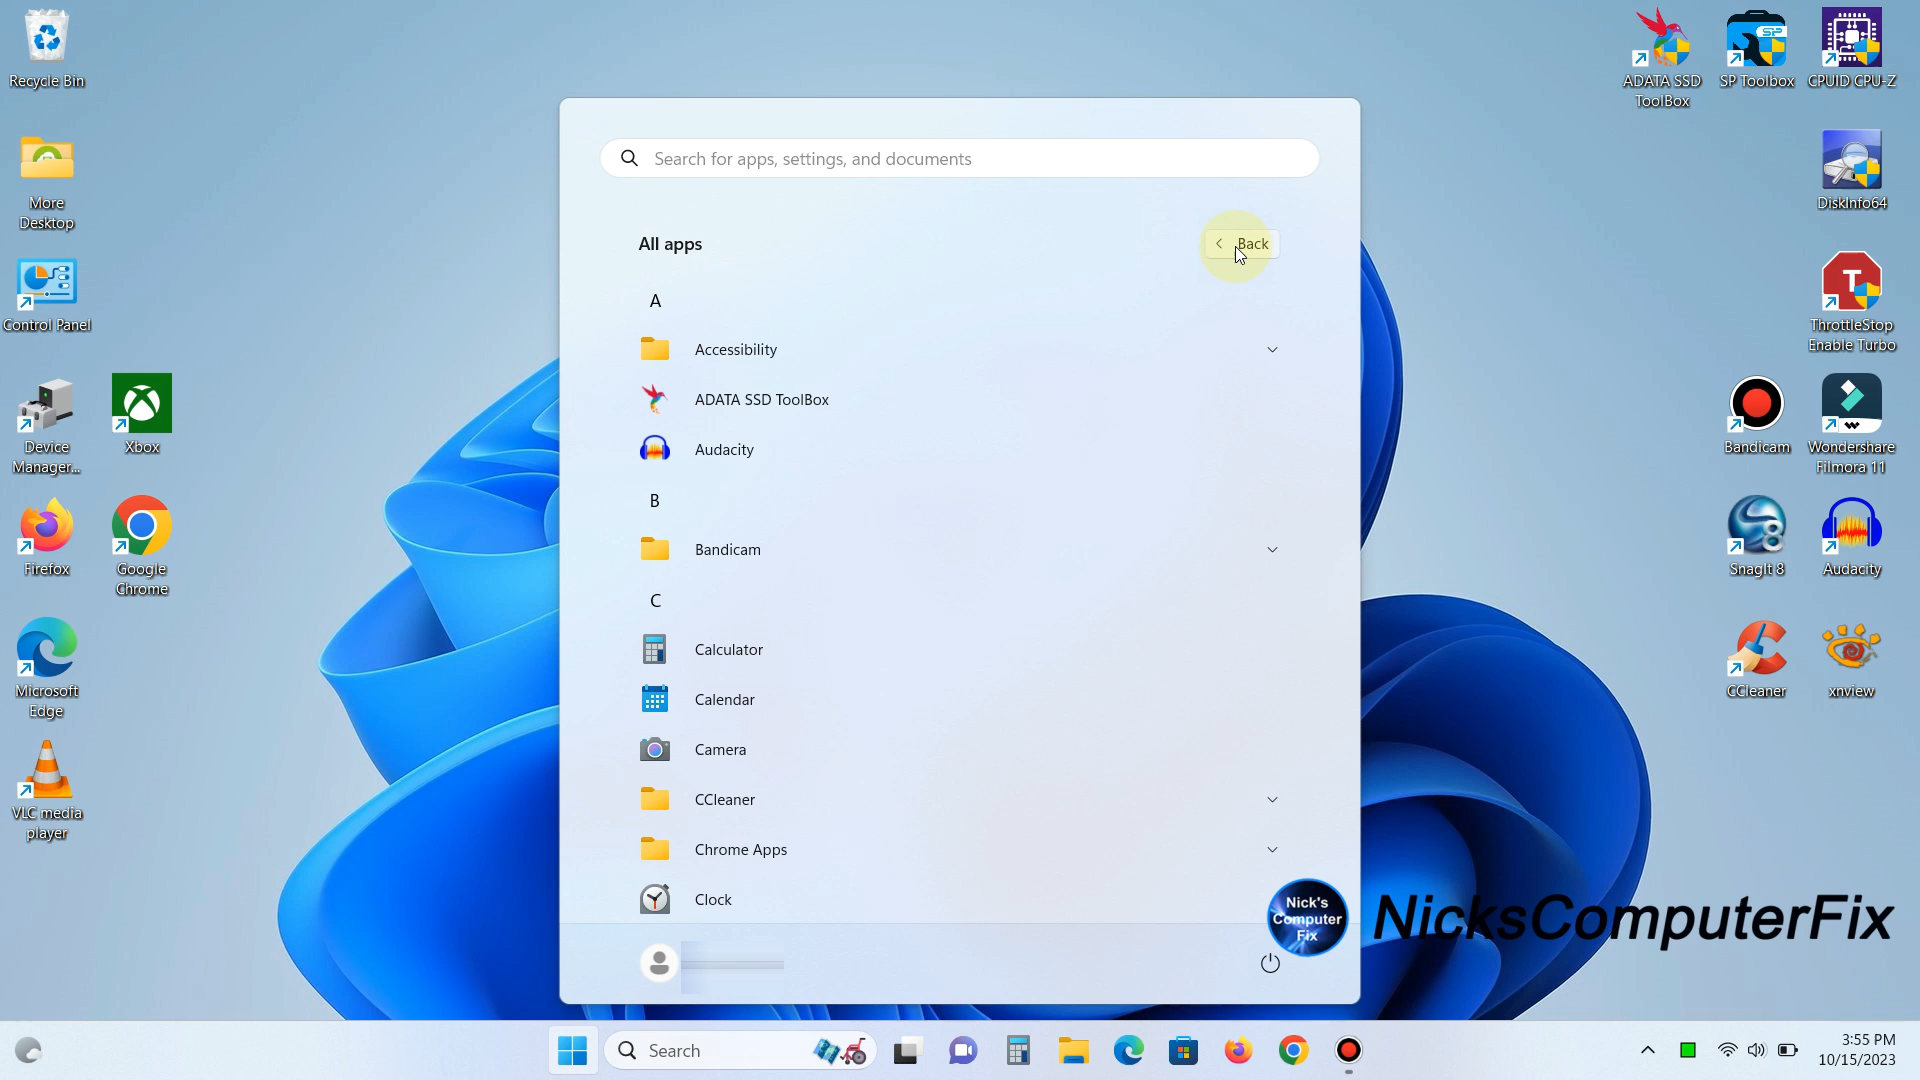 Recycle Bin
More
Desktop
Control Panel
Device
Manager...
Xbox
Firefox
Google
Chrome
Microsoft
Edge
VLC media
player
Search for apps, settings, and documents
All apps
Back
A
Accessibility
ADATA SSD ToolBox
Audacity
B
Bandicam
C
Calculator
Calendar
Camera
CCleaner
Chrome Apps
Clock
ADATA SSD
ToolBox
SP
SP Toolbox
CPUID CPU-Z
DiskInfo64
T
ThrottleStop
Enable Turbo
Bandicam
Wondershare
Filmora 11
SnagIt 8
Audacity
CCleaner
xnview
Nick's
Computer
Fix
NicksComputerFix
Search
3:55 PM
10/15/2023